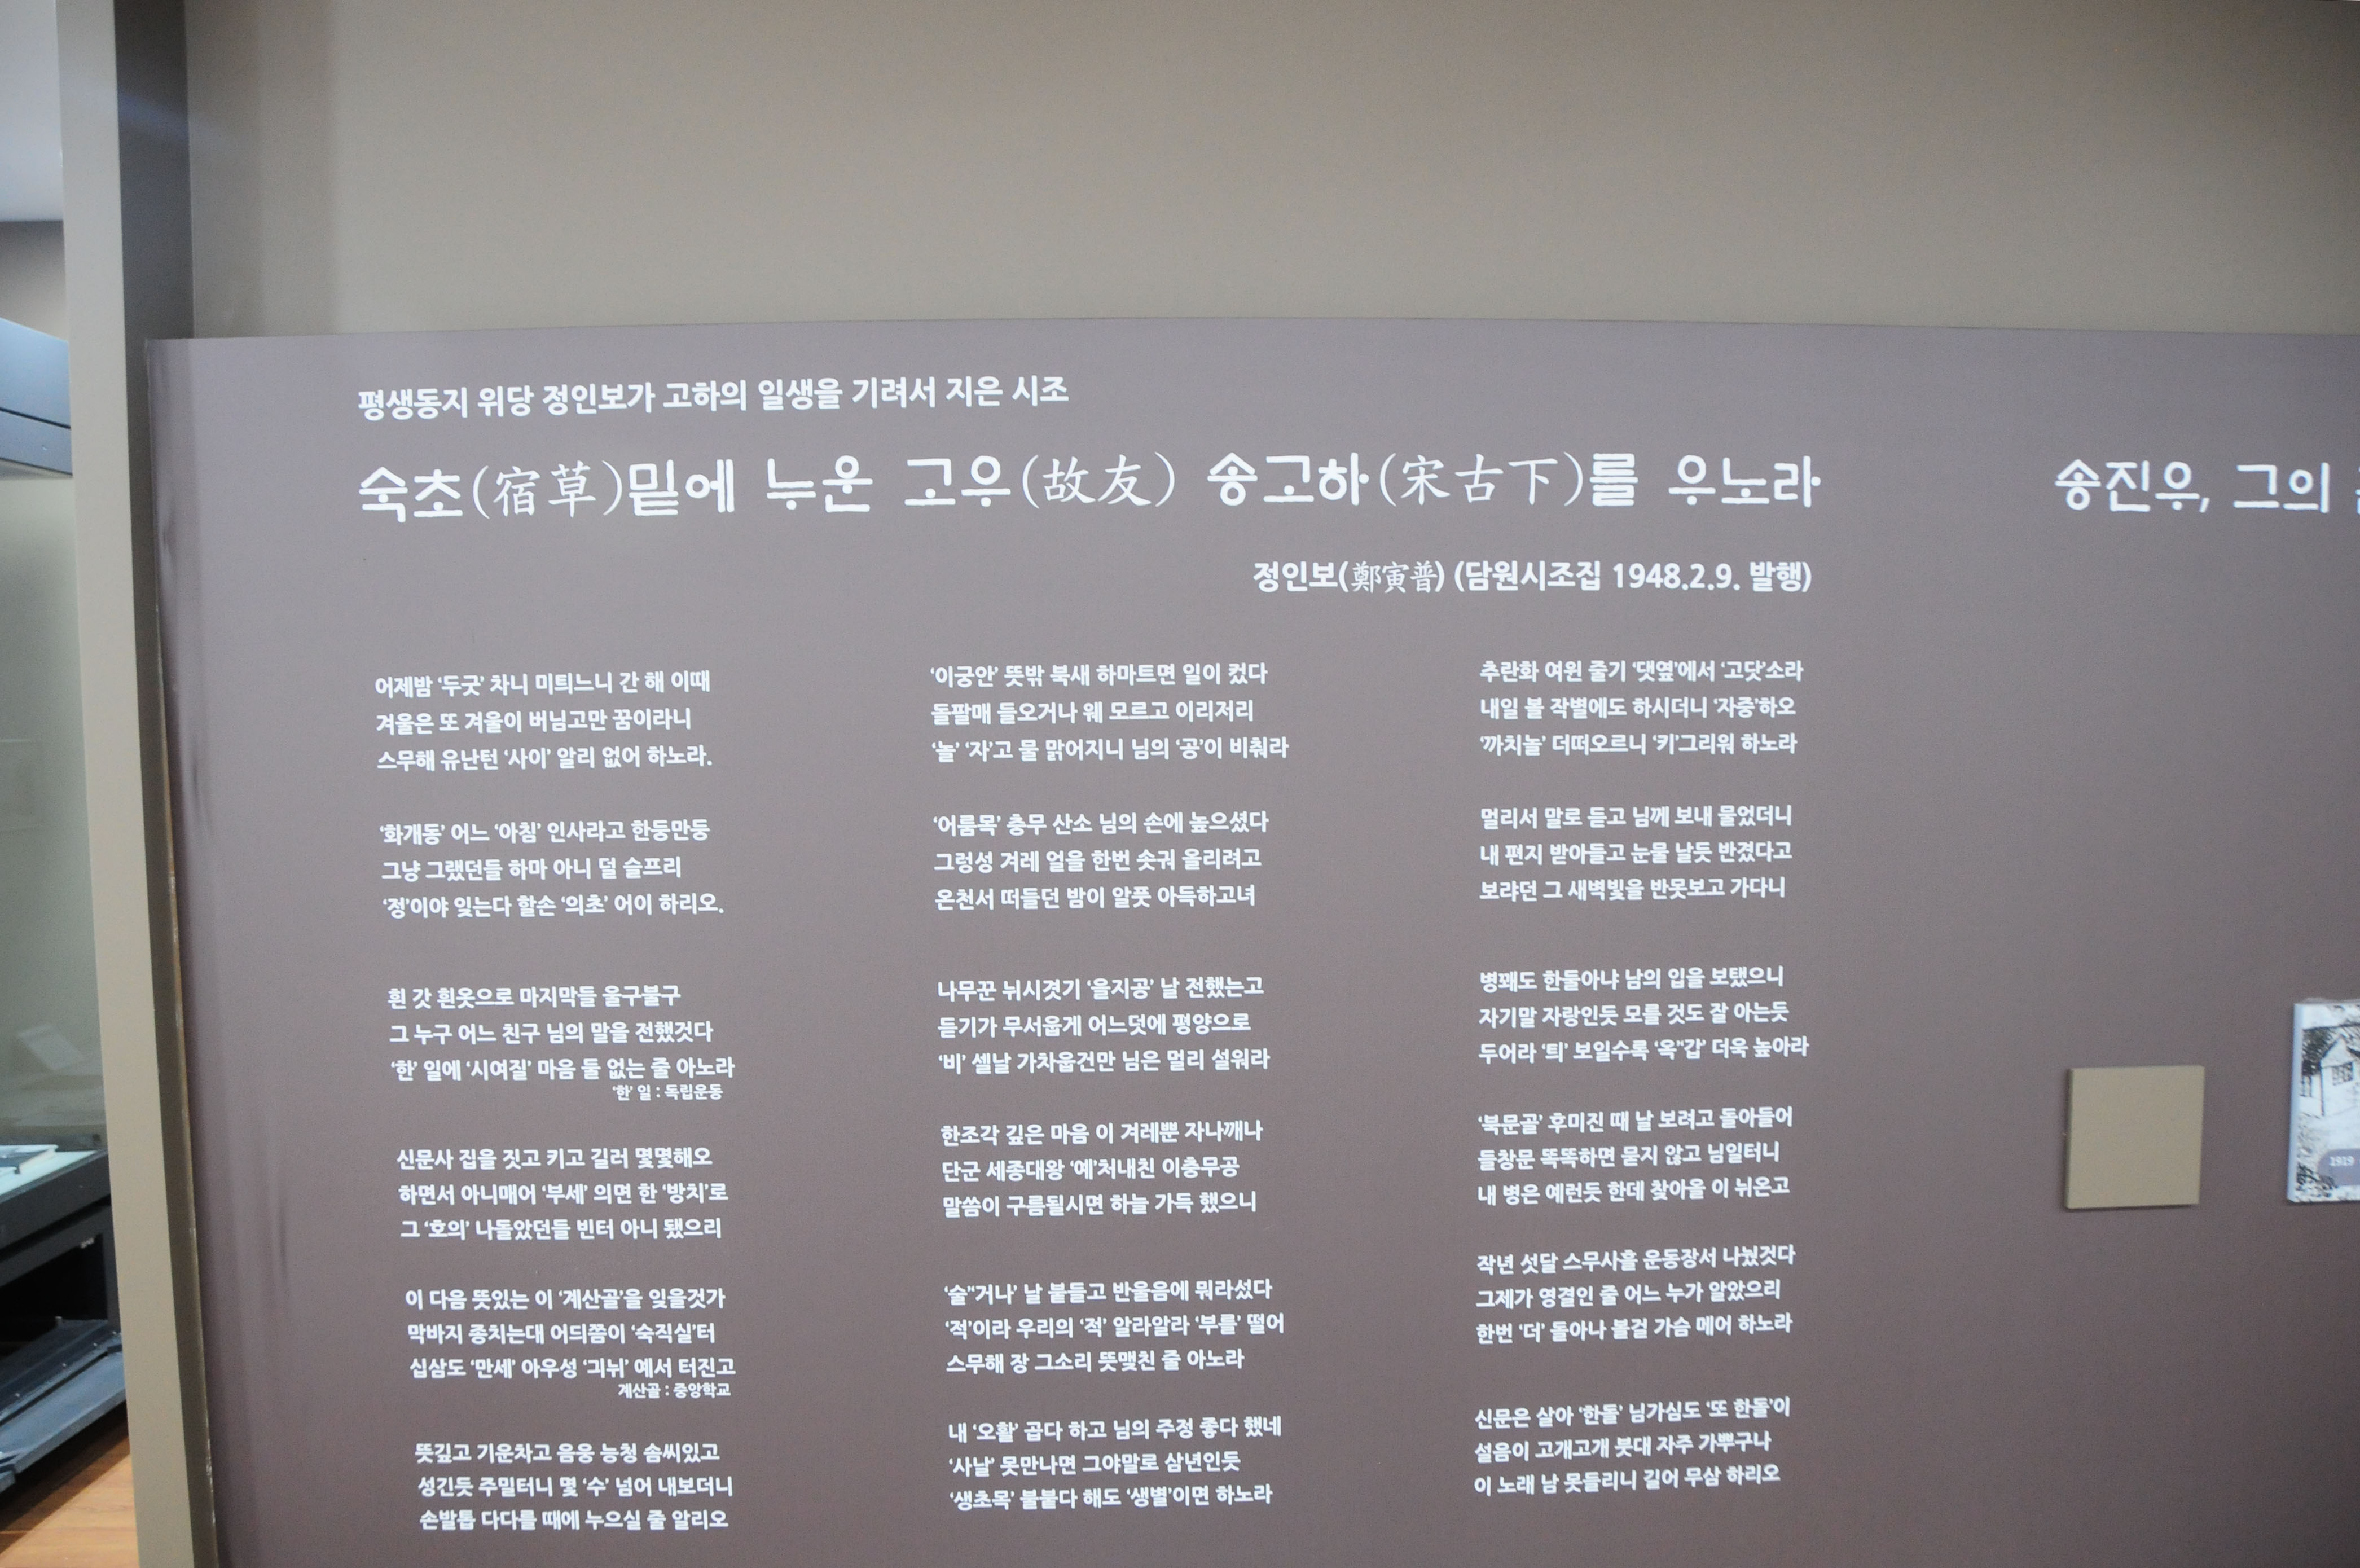 평생동지 위당 정인보가 고하의 일생을 기려서 지은 시조
숙초(宿草)밑에 누운 고우(故友) 송고하(宋古下)를 우노라
정인보(鄭寅普) (담원시조집 1948.2.9. 발행)
어제밤 ‘두굿’ 차니 미틔느니 간 해 이때
겨울은 또 겨울이 버님고만 꿈이라니
스무해 유난턴 ‘사이’ 알리 없어 하노라.
‘화개동’ 어느 ‘아침’ 인사라고 한둥만둥
그냥 그랬던들 하마 아니 덜 슬프리
‘정’이야 잊는다 할손 ‘의초’ 어이 하리오.
흰 갓 흰옷으로 마지막들 울구불구
그 누구 어느 친구 님의 말을 전했것다
‘한’ 일에 ‘시여질’ 마음 둘 없는 줄 아노라
‘한’ 일 : 독립운동
신문사 집을 짓고 키고 길러 몇몇해오
하면서 아니매어 ‘부세’ 의면 한 ‘방치’로
그 ‘호의’ 나돌았던들 빈터 아니 됐으리
이 다음 뜻있는 이 ‘계산골’을 잊을것가
막바지 종치는대 어듸쯤이 ‘숙직실’터
십삼도 ‘만세’ 아우성 ‘긔뉘’ 예서 터진고
계산골 : 중앙학교
뜻깊고 기운차고 음웅 능청 솜씨있고
성긴듯 주밀터니 몇 ‘수’ 넘어 내보더니
손발톱 다다를 때에 누으실 줄 알리오
‘이궁안’ 뜻밖 북새 하마트면 일이 컸다
돌팔매 들오거나 웨 모르고 이리저리
‘놀’ ‘자’고 물 맑어지니 님의 ‘공’이 비춰라
‘어룸목’ 충무 산소 님의 손에 높으셨다
그렁성 겨레 얼을 한번 솟궈 올리려고
온천서 떠들던 밤이 알풋 아득하고녀
나무꾼 뉘시겻기 ‘을지공’ 날 전했는고
듣기가 무서웁게 어느덧에 평양으로
‘비’ 셀날 가차웁건만 님은 멀리 설워라
한조각 깊은 마음 이 겨레뿐 자나깨나
단군 세종대왕 ‘예’처내친 이충무공
말씀이 구름될시면 하늘 가득 했으니
‘술’‘거나’ 날 붙들고 반울음에 뭐라섰다
‘적’이라 우리의 ‘적’ 알라알라 ‘부를’ 떨어
스무해 장 그소리 뜻맺친 줄 아노라
내 ‘오활’ 곱다 하고 님의 주정 좋다 했네
‘사날’ 못만나면 그야말로 삼년인듯
‘생초목’ 불붙다 해도 ‘생별’이면 하노라
추란화 여윈 줄기 ‘댓옆’에서 ‘고닷’소라
내일 볼 작별에도 하시더니 ‘자중’하오
‘까치놀’ 더떠오르니 ‘키’그리워 하노라
멀리서 말로 듣고 님께 보내 물었더니
내 편지 받아들고 눈물 날듯 반겼다고
보랴던 그 새벽빛을 반못보고 가다니
병꽤도 한둘아냐 남의 입을 보탰으니
자기말 자랑인듯 모를 것도 잘 아는듯
두어라 ‘틔’ 보일수록 ‘옥’‘갑’ 더욱 높아라
‘북문골’ 후미진 때 날 보려고 돌아들어
들창문 똑똑하면 묻지 않고 님일터니
내 병은 예런듯 한데 찾아올 이 뉘온고
작년 섯달 스무사흘 운동장서 나눴것다
그제가 영결인 줄 어느 누가 알았으리
한번 ‘더’ 돌아나 볼걸 가슴 메어 하노라
신문은 살아 ‘한돌’ 님가심도 ‘또 한돌’이
설음이 고개고개 붓대 자주 가뿌구나
이 노래 남 못들리니 길어 무삼 하리오
송진우, 그의
1919